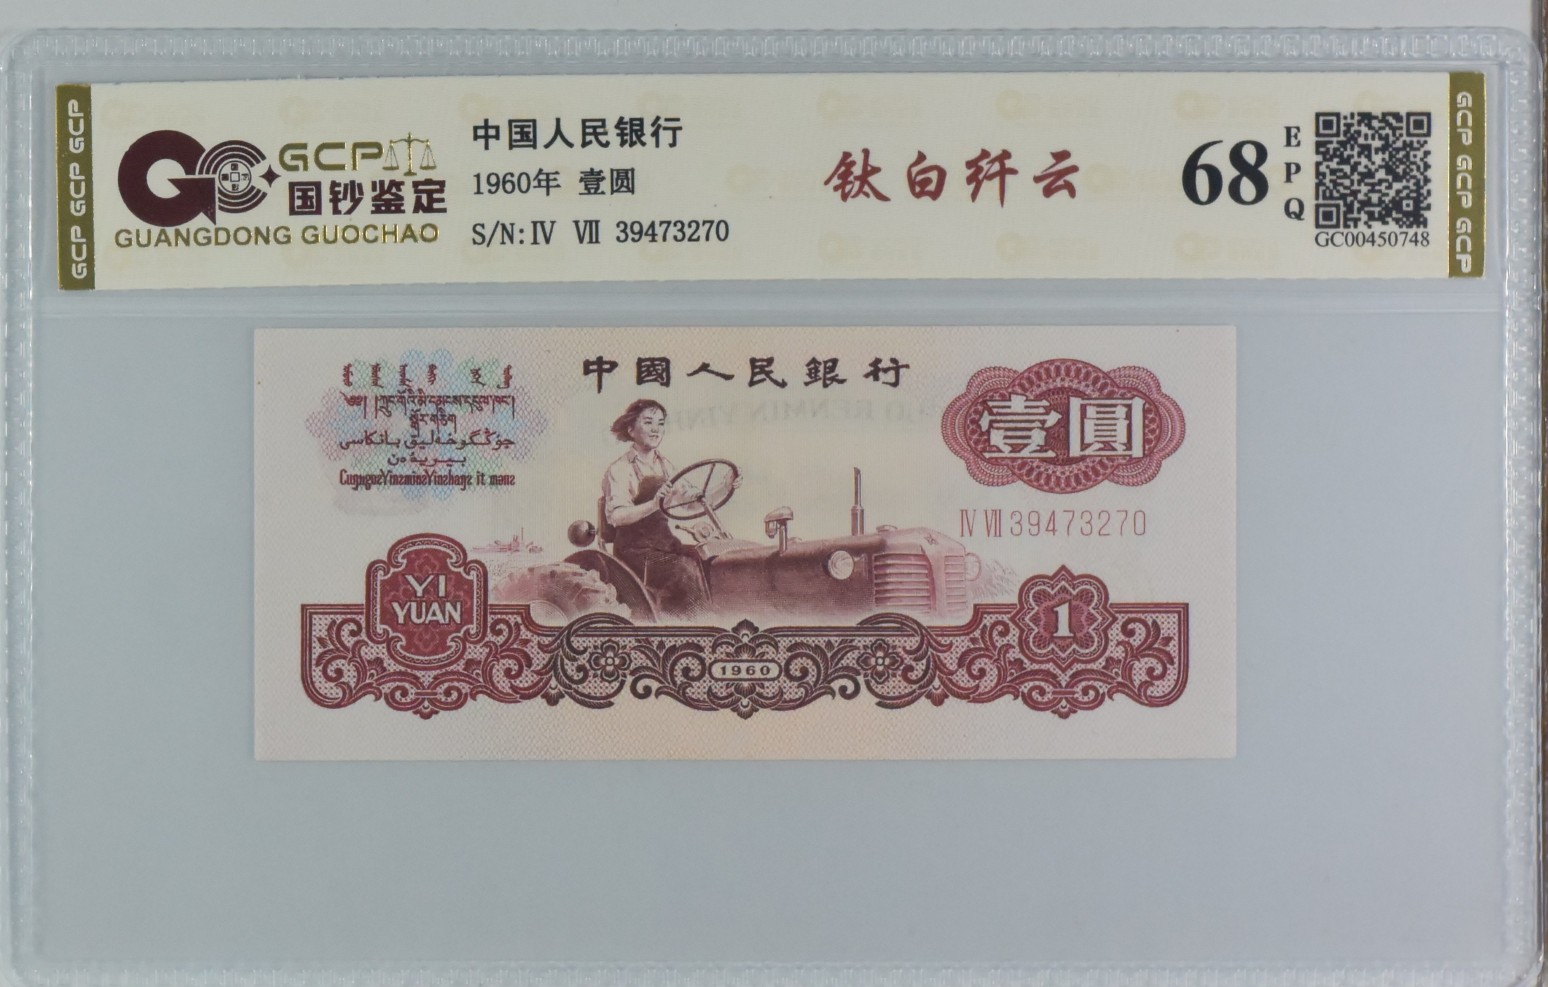 GCP GCP GCP
GCP
国钞鉴定
GUANGDONG GUOCHAO
中国人民银行
1960年 壹圆
S/N:IV VII 39473270
钛白纤云
68
EPQ
GC00450748
GCP GCP GCP
中國人民銀行
壹圓
IV VII 39473270
YI
YUAN
1960
1